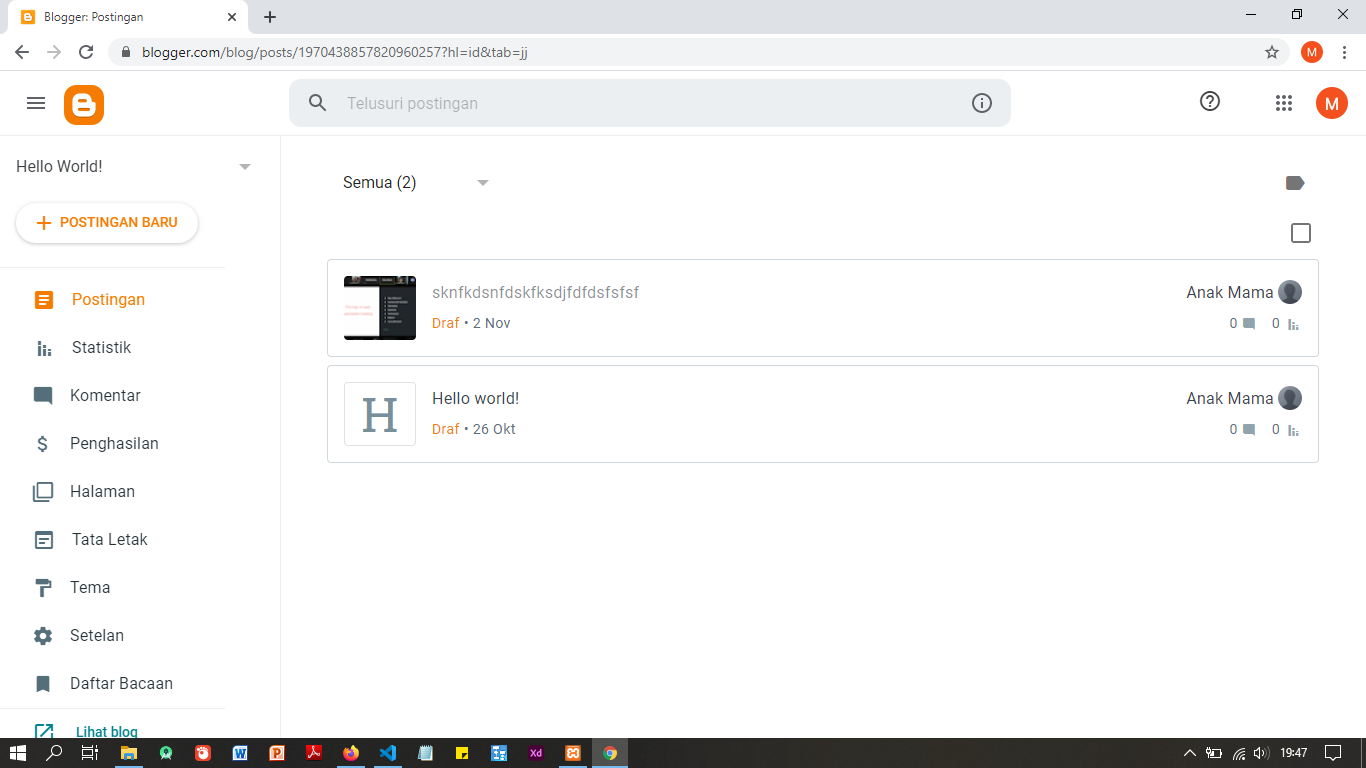 Blogger: Postingan
blogger.com/blog/posts/1970438857820960257?hl=id&tab=jj
M
Telusuri postingan
M
Hello World!
POSTINGAN BARU
Postingan
Statistik
Komentar
Penghasilan
Halaman
Tata Letak
Tema
Setelan
Daftar Bacaan
Lihat blog
Semua (2)
sknfkdsnfdskfksdjfdfdsfsfsf
Anak Mama
Draf • 2 Nov
0 0
H
Hello world!
Anak Mama
Draf • 26 Okt
0 0
Xd
19:47